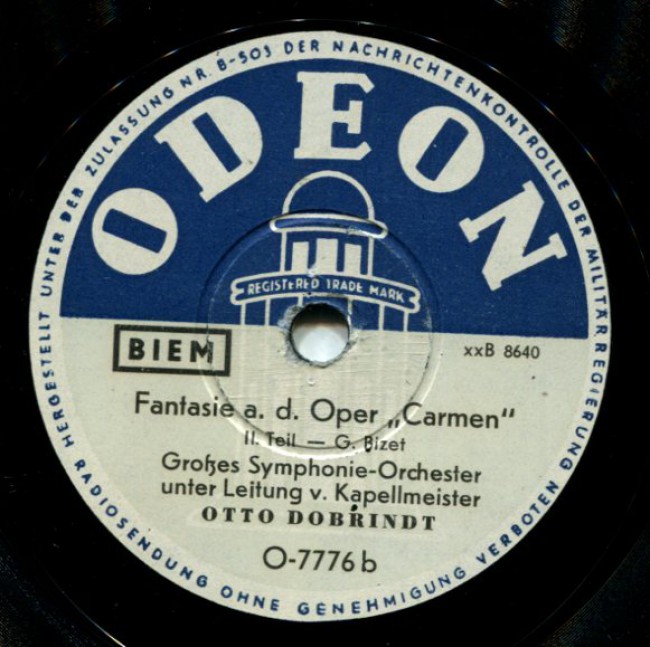 HERGESTELLT UNTER DER ZULASSUNG NR. B-503 DER NACHRICHTENKONTROLLE DER MILITÄRREGIERUNG
ODEON
REGISTERED TRADE MARK
BIEM
xxB 8640
Fantasie a. d. Oper „Carmen“
II. Teil — G. Bizet
Großes Symphonie-Orchester
unter Leitung v. Kapellmeister
OTTO DOBRINDT
O-7776 b
RADIOSENDUNG OHNE GENEHMIGUNG VERBOTEN